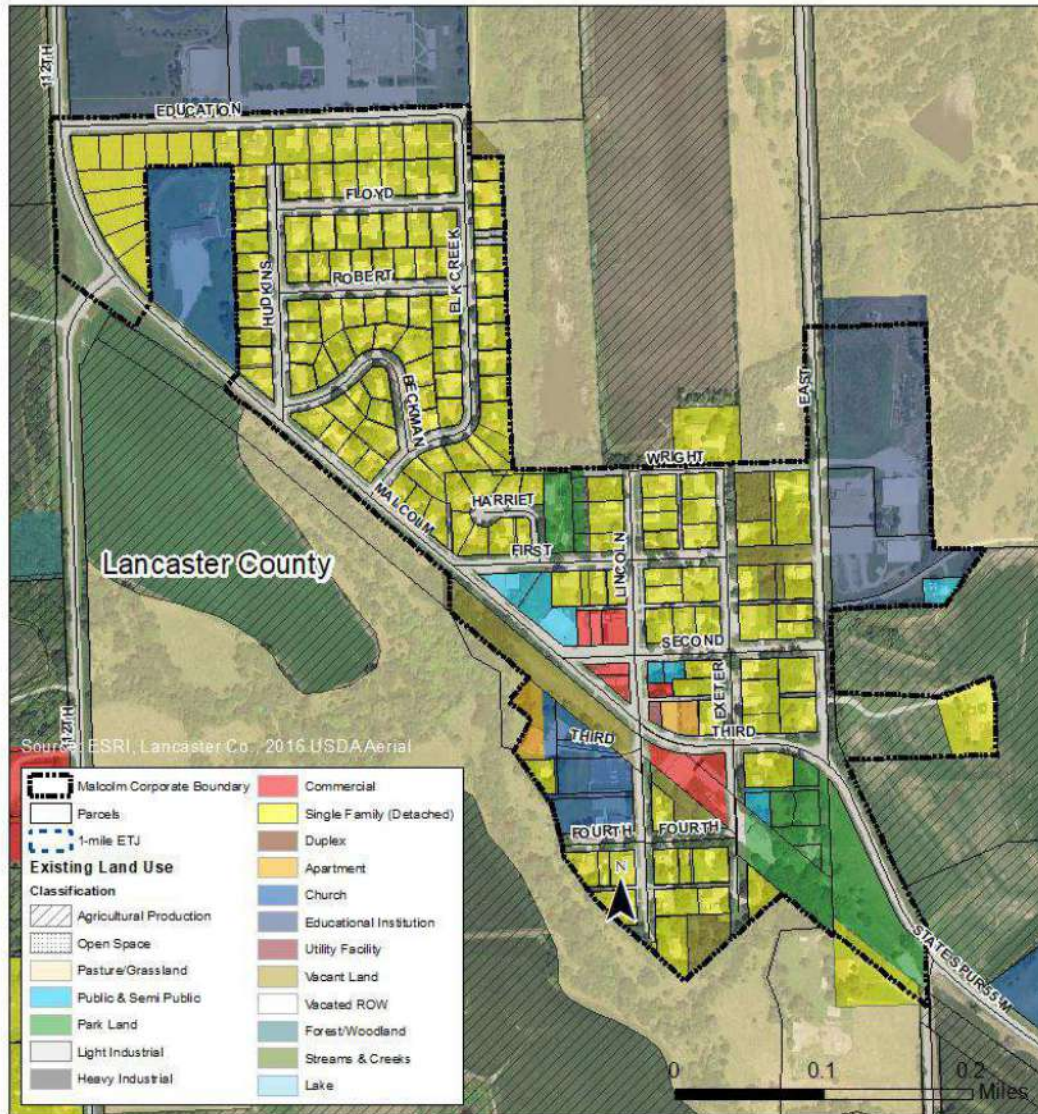 112TH
EDUCATION
FLOYD
ELK CREEK
HUDKINS
ROBERT
BECKMAN
EAST
WRIGHT
MALCOLM
HARRIET
FIRST
LINCOLN
Lancaster County
SECOND
EXETER
112TH
THIRD
THIRD
Source: ESRI, Lancaster Co., 2016 USDA Aerial
Malcolm Corporate Boundary
Parcels
1-mile ETJ
Existing Land Use
Classification
Agricultural Production
Open Space
Pasture/Grassland
Public & Semi Public
Park Land
Light Industrial
Heavy Industrial
Commercial
Single Family (Detached)
Duplex
Apartment
Church
Educational Institution
Utility Facility
Vacant Land
Vacated ROW
Forest/Woodland
Streams & Creeks
Lake
FOURTH
FOURTH
N
STATE SPUR 55 M
0 0.1 0.2
Miles